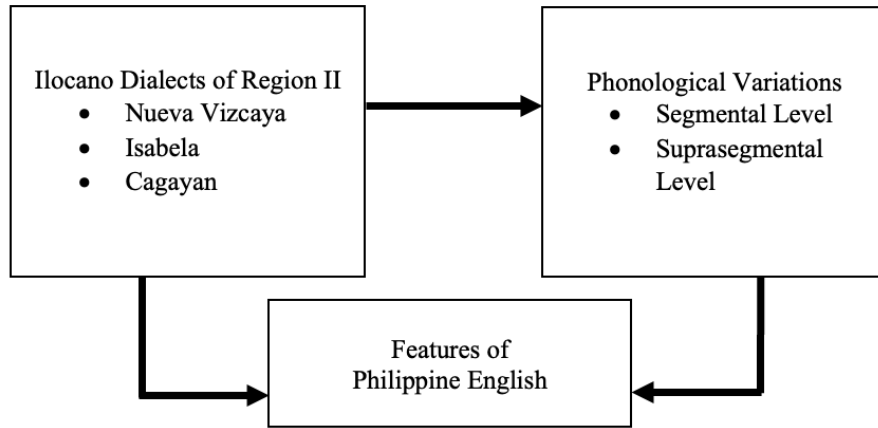 Ilocano Dialects of Region II
• Nueva Vizcaya
• Isabela
• Cagayan
Phonological Variations
• Segmental Level
• Suprasegmental
Level
Features of
Philippine English